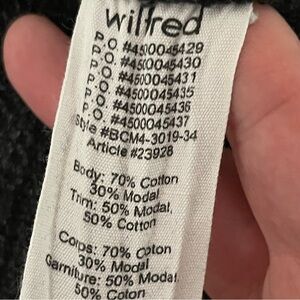 wilfred
P.O. #4500045429
P.O. #4500045430
P.O. #4500045431
P.O. #4500045435
P.O. #4500045436
P.O. #4500045437
Style #BCM4-3019-34
Article #23928
Body: 70% Cotton
30% Modal
Trim: 50% Modal,
50% Cotton
Corps: 70% Coton
30% Modal
Garniture: 50% Modal,
50% Coton